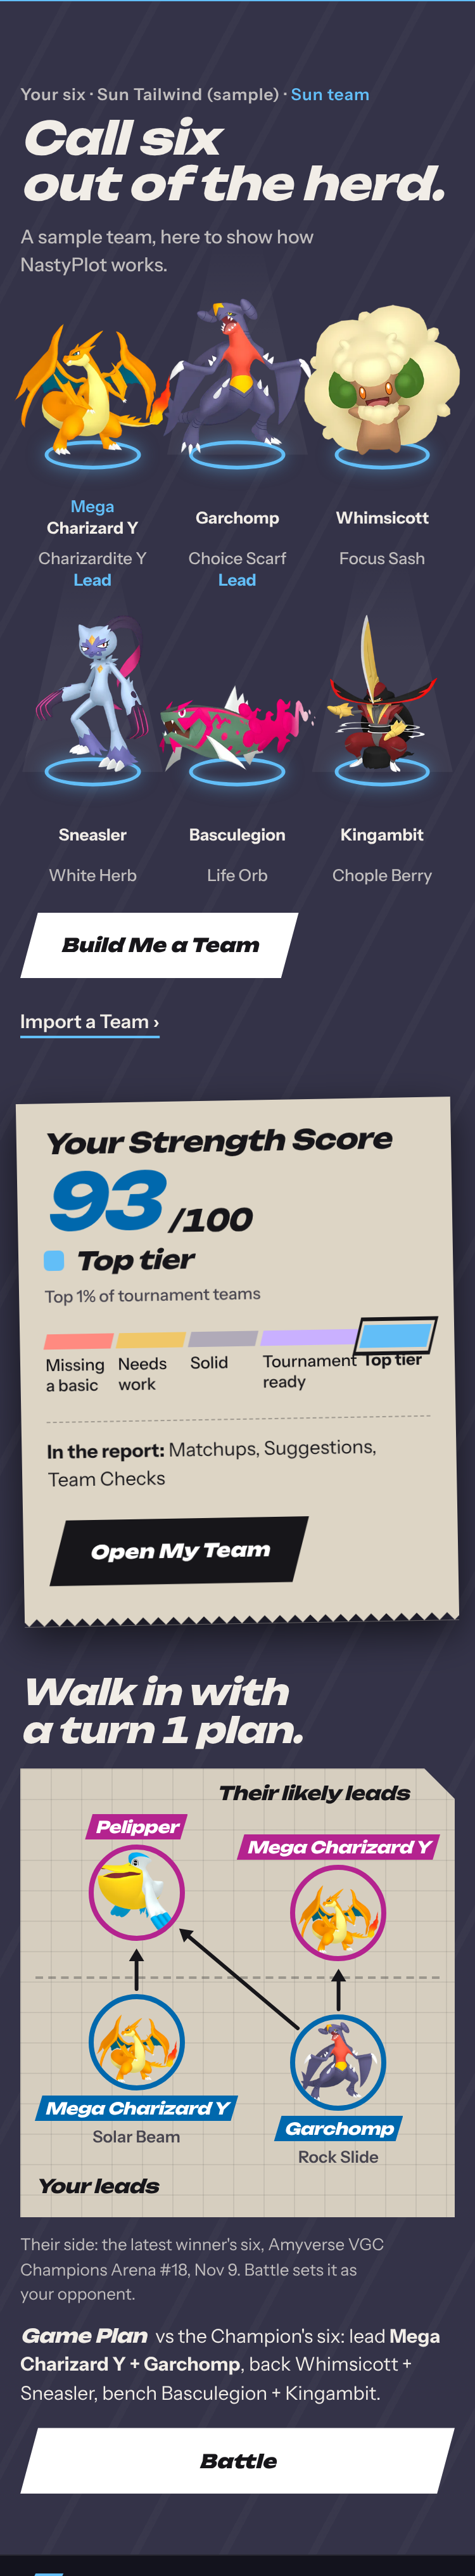 Your six · Sun Tailwind (sample) · Sun team
Call six
out of the herd.
A sample team, here to show how
NastyPlot works.
Mega
Charizard Y
Garchomp
Whimsicott
Charizardite Y
Choice Scarf
Focus Sash
Lead
Lead
Sneasler
Basculegion
Kingambit
White Herb
Life Orb
Chople Berry
Build Me a Team
Import a Team ›
Your Strength Score
93/100
Top tier
Top 1% of tournament teams
Missing
a basic
Needs
work
Solid
Tournament
ready
Top tier
In the report: Matchups, Suggestions,
Team Checks
Open My Team
Walk in with
a turn 1 plan.
Their likely leads
Pelipper
Mega Charizard Y
Mega Charizard Y
Solar Beam
Garchomp
Rock Slide
Your leads
Their side: the latest winner's six, Amyverse VGC
Champions Arena #18, Nov 9. Battle sets it as
your opponent.
Game Plan vs the Champion's six: lead Mega
Charizard Y + Garchomp, back Whimsicott +
Sneasler, bench Basculegion + Kingambit.
Battle